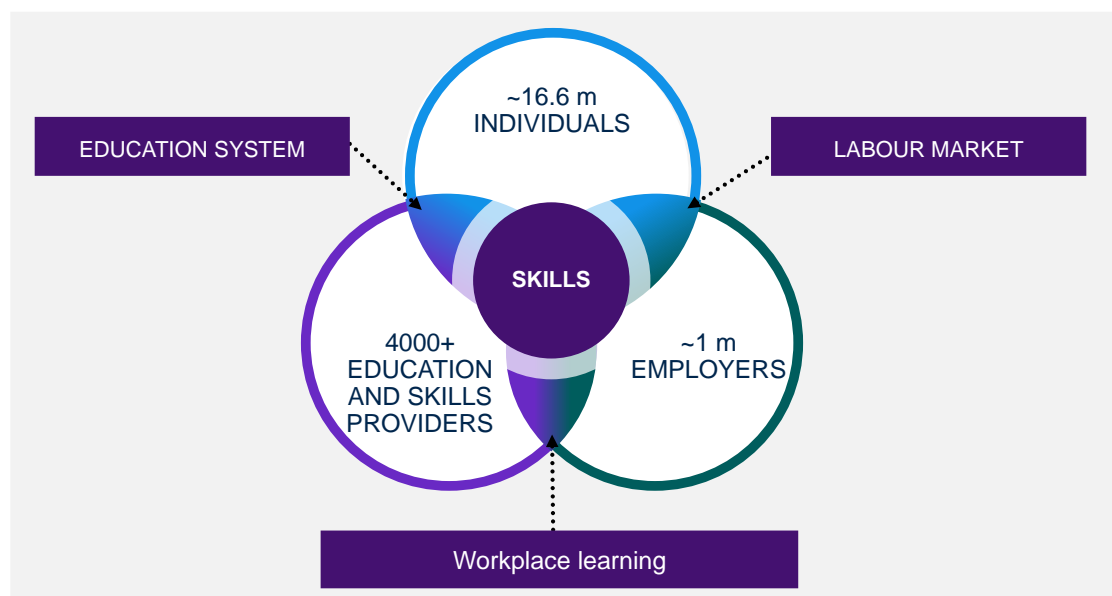 ~16.6 m
INDIVIDUALS
EDUCATION SYSTEM
LABOUR MARKET
SKILLS
4000+
EDUCATION
AND SKILLS
PROVIDERS
~1 m
EMPLOYERS
Workplace learning